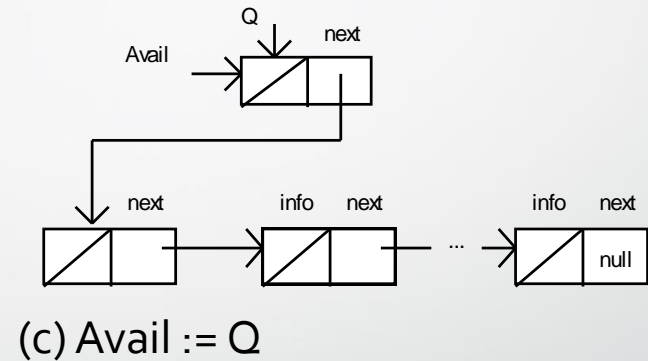 Q
next
Avail
next
info next
info next
...
null
(c) Avail := Q